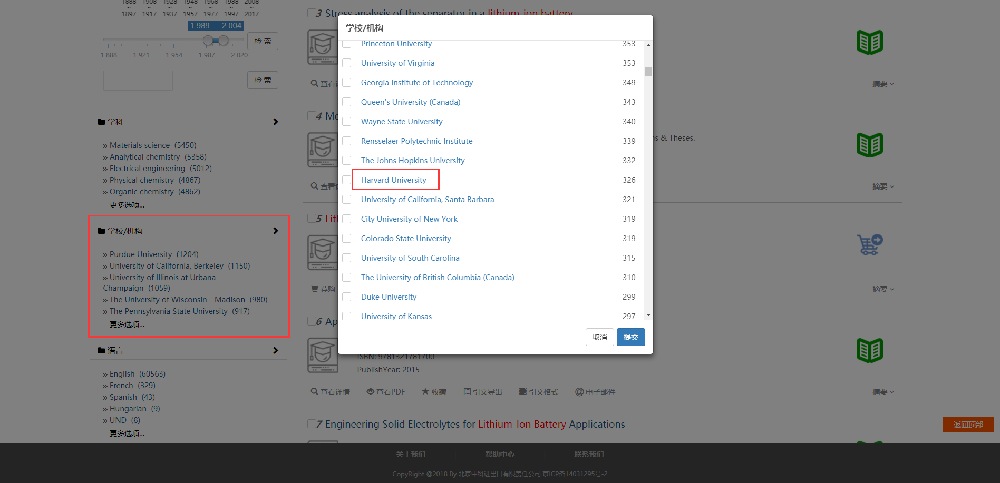 1888 1908 1928 1948 1968 1988 2008
~ ~ ~ ~ ~ ~ ~
1897 1917 1937 1957 1977 1997 2017
1 989 — 2 004
检 索
1 888 1 921 1 954 1 987 2 020
检 索
学科
» Materials science (5450)
» Analytical chemistry (5358)
» Electrical engineering (5012)
» Physical chemistry (4867)
» Organic chemistry (4862)
更多选项...
学校/机构
» Purdue University (1204)
» University of California, Berkeley (1150)
» University of Illinois at Urbana-
Champaign (1059)
» The University of Wisconsin - Madison (980)
» The Pennsylvania State University (917)
更多选项...
语言
» English (60563)
» French (329)
» Spanish (43)
» Hungarian (9)
» UND (8)
更多选项...
3 Stress analysis of the separator in a lithium-ion battery
查看
摘要
4 Mo
& Theses.
查看
摘要
5 Lit
荐购
摘要
6 Ap
ISBN: 9781321781700
PublishYear: 2015
查看详情 查看PDF 收藏 引文导出 引文格式 电子邮件
摘要
7 Engineering Solid Electrolytes for Lithium-Ion Battery Applications
学校/机构
Princeton University 353
University of Virginia 353
Georgia Institute of Technology 349
Queen's University (Canada) 343
Wayne State University 340
Rensselaer Polytechnic Institute 339
The Johns Hopkins University 332
Harvard University 326
University of California, Santa Barbara 321
City University of New York 319
Colorado State University 319
University of South Carolina 315
The University of British Columbia (Canada) 310
Duke University 299
University of Kansas 297
取消 提交
返回顶部
关于我们 帮助中心 联系我们
CopyRight @2018 By 北京中科进出口有限责任公司 京ICP备14031295号-2